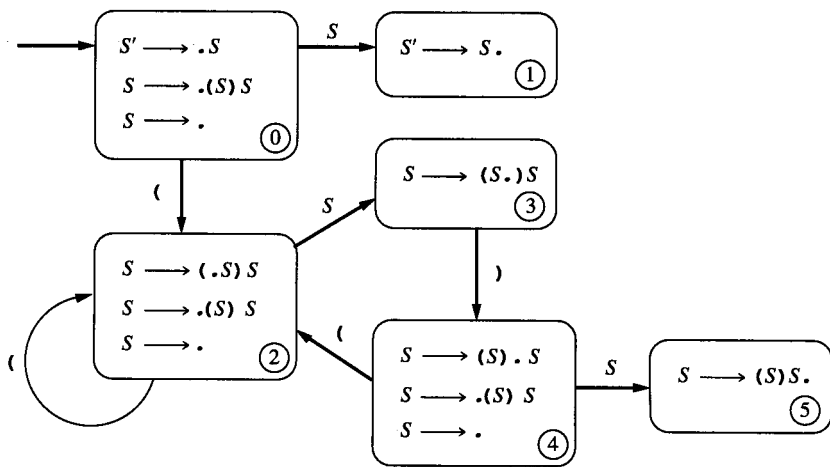 S' ⟶ .S
S ⟶ .(S)S
S ⟶ .
0
S
S' ⟶ S.
1
(
S
S ⟶ (S.)S
3
S ⟶ (.S)S
S ⟶ .(S)S
S ⟶ .
2
(
(
)
S ⟶ (S).S
S ⟶ .(S)S
S ⟶ .
4
S
S ⟶ (S)S.
5